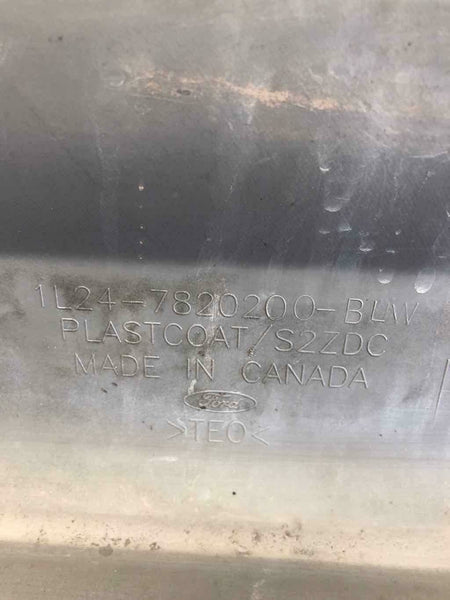 1L24-7820200-BLW
PLASTCOAT/S2ZDC
MADE IN CANADA
Ford
>TEO<